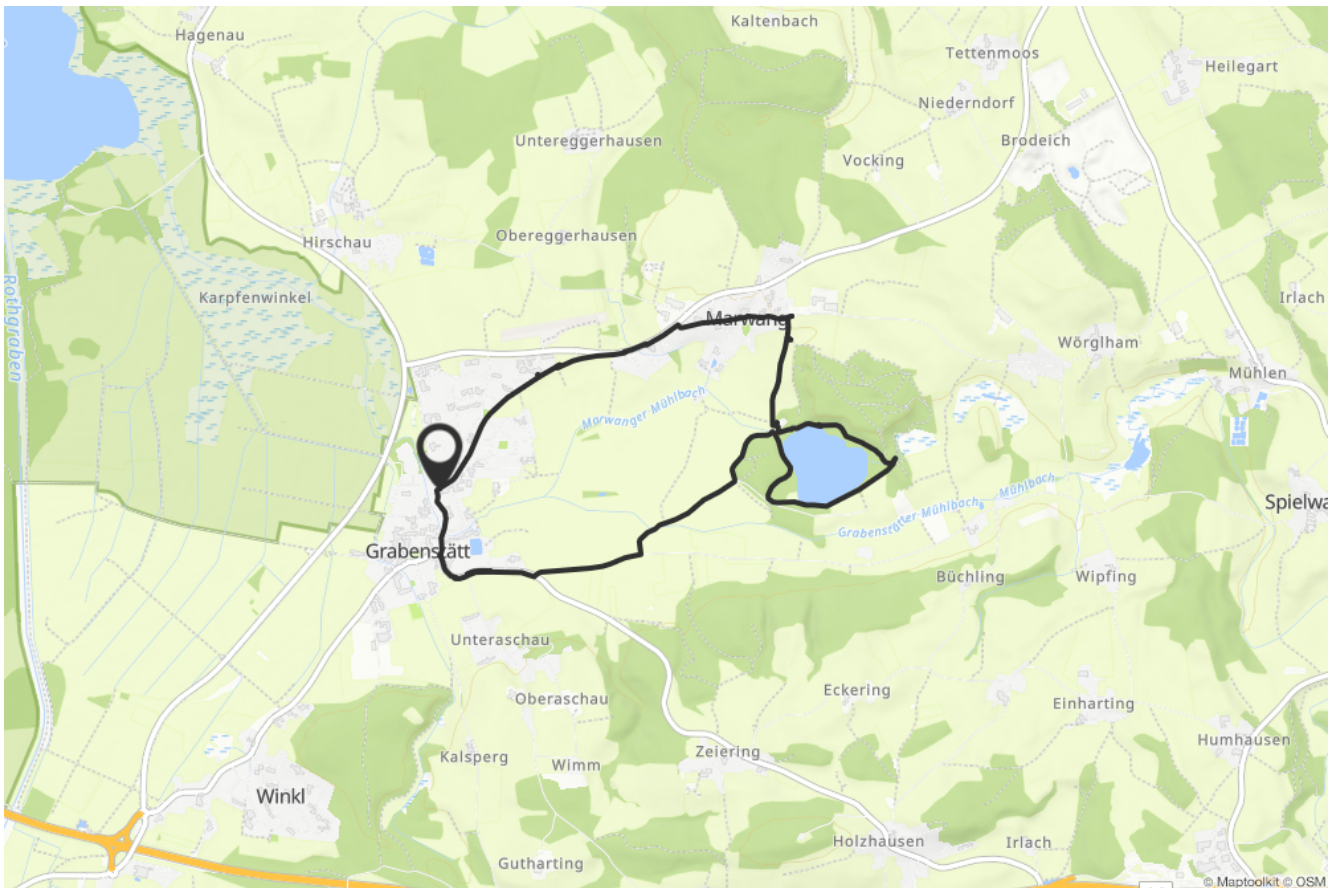 Kaltenbach
Hagenau
Tettenmoos
Heilegart
Niederndorf
Untereggerhausen
Brodeich
Vocking
Obereggerhausen
Hirschau
Rothgraben
Karpfenwinkel
Irlach
Marwang
Wörglham
Mühlen
Marwanger Mühlbach
Mühlbach
Grabenstätter Mühlbach
Spielwa
Grabenstätt
Büchling
Wipfing
Unteraschau
Eckering
Oberaschau
Einharting
Humhausen
Zeiering
Kalsperg
Wimm
Winkl
Holzhausen
Irlach
Gutharting
© Maptoolkit © OSM